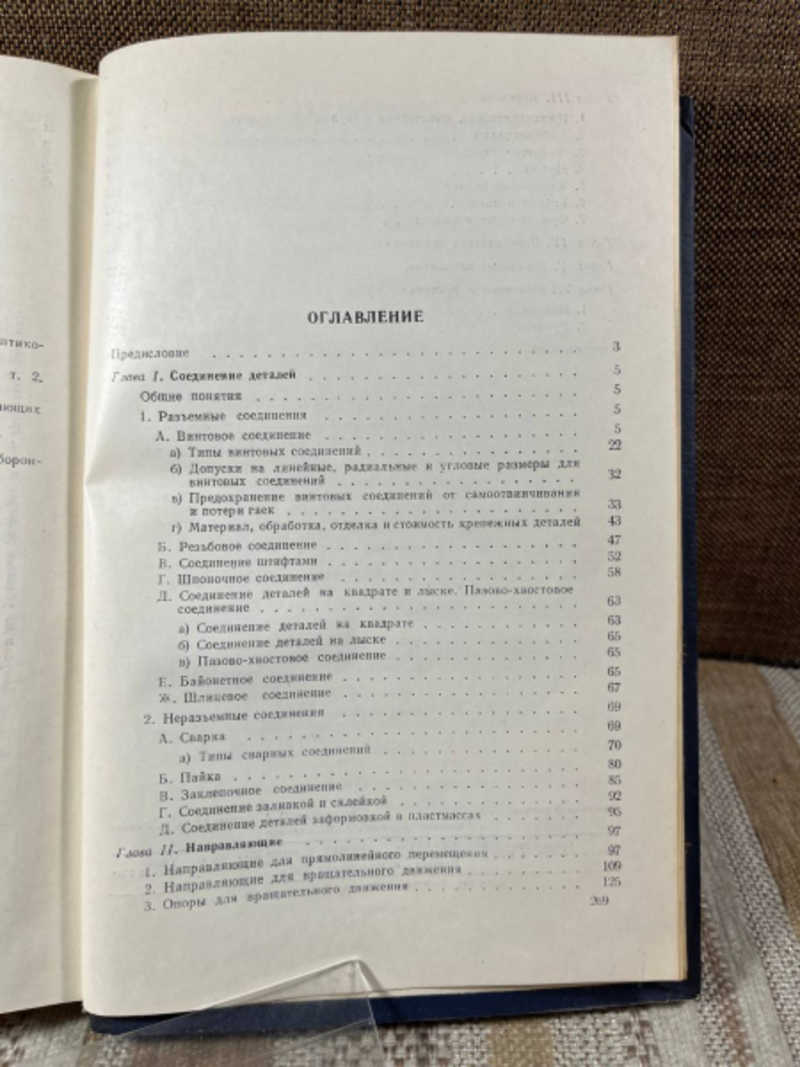 т. 2.
ОГЛАВЛЕНИЕ
Предисловие . . . . . . . . . . . . . . . . . . . . 3
Глава I. Соединение деталей . . . . . . . . . . . . . . 5
Общие понятия . . . . . . . . . . . . . . . . . 5
1. Разъемные соединения . . . . . . . . . . . . . . 5
А. Винтовое соединение . . . . . . . . . . . . . 5
а) Типы винтовых соединений . . . . . . . . . . . 22
б) Допуски на линейные, радиальные и угловые размеры для
винтовых соединений . . . . . . . . . . . . . 32
в) Предохранение винтовых соединений от самоотвинчивания
и потери гаек . . . . . . . . . . . . . . . . 33
г) Материал, обработка, отделка и стоимость крепежных деталей 43
Б. Резьбовое соединение . . . . . . . . . . . . . 47
В. Соединение штифтами . . . . . . . . . . . . . 52
Г. Шпоночное соединение . . . . . . . . . . . . 58
Д. Соединение деталей на квадрате и лыске. Пазово-хвостовое
соединение . . . . . . . . . . . . . . . . . 63
а) Соединение деталей на квадрате . . . . . . . . 63
б) Соединение деталей на лыске . . . . . . . . . 65
в) Пазово-хвостовое соединение . . . . . . . . . 65
Е. Байонетное соединение . . . . . . . . . . . . 65
Ж. Шлицевое соединение . . . . . . . . . . . . 67
2. Неразъемные соединения . . . . . . . . . . . . 69
А. Сварка . . . . . . . . . . . . . . . . . . 69
а) Типы сварных соединений . . . . . . . . . . 70
Б. Пайка . . . . . . . . . . . . . . . . . . 80
В. Заклепочное соединение . . . . . . . . . . . . 85
Г. Соединение заливкой и склейкой . . . . . . . . . 92
Д. Соединение деталей заформовкой в пластмассах . . . . . 95
Глава II. Направляющие . . . . . . . . . . . . . . . 97
1. Направляющие для прямолинейного перемещения . . . . . 97
2. Направляющие для вращательного движения . . . . . . 109
3. Опоры для вращательного движения . . . . . . . . . 125
269